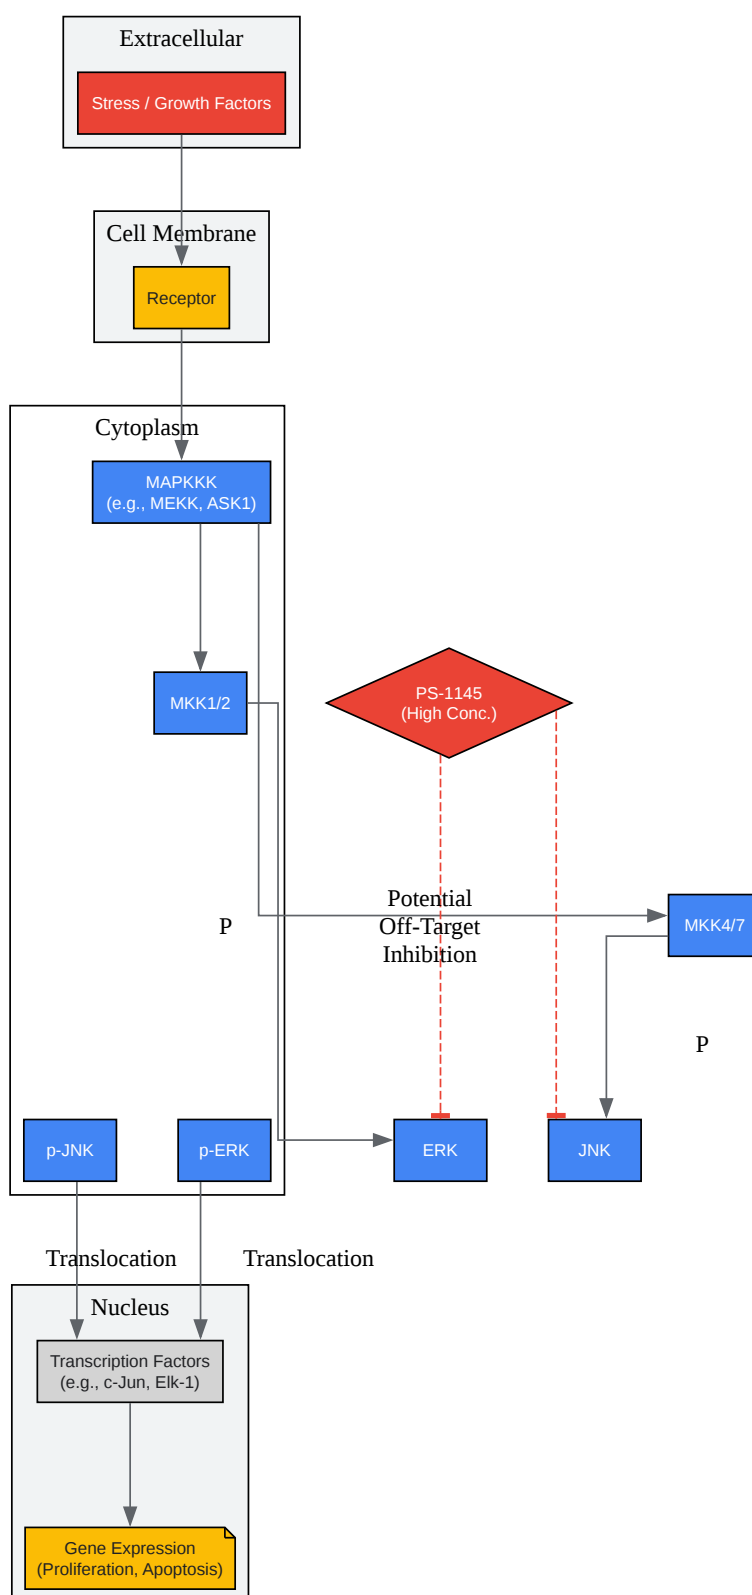 Extracellular
Stress / Growth Factors
Cell Membrane
Receptor
Cytoplasm
MAPKKK
(e.g., MEKK, ASK1)
MKK1/2
PS-1145
(High Conc.)
Potential
Off-Target
Inhibition
P
MKK4/7
P
p-JNK
p-ERK
ERK
JNK
Translocation
Translocation
Nucleus
Transcription Factors
(e.g., c-Jun, Elk-1)
Gene Expression
(Proliferation, Apoptosis)